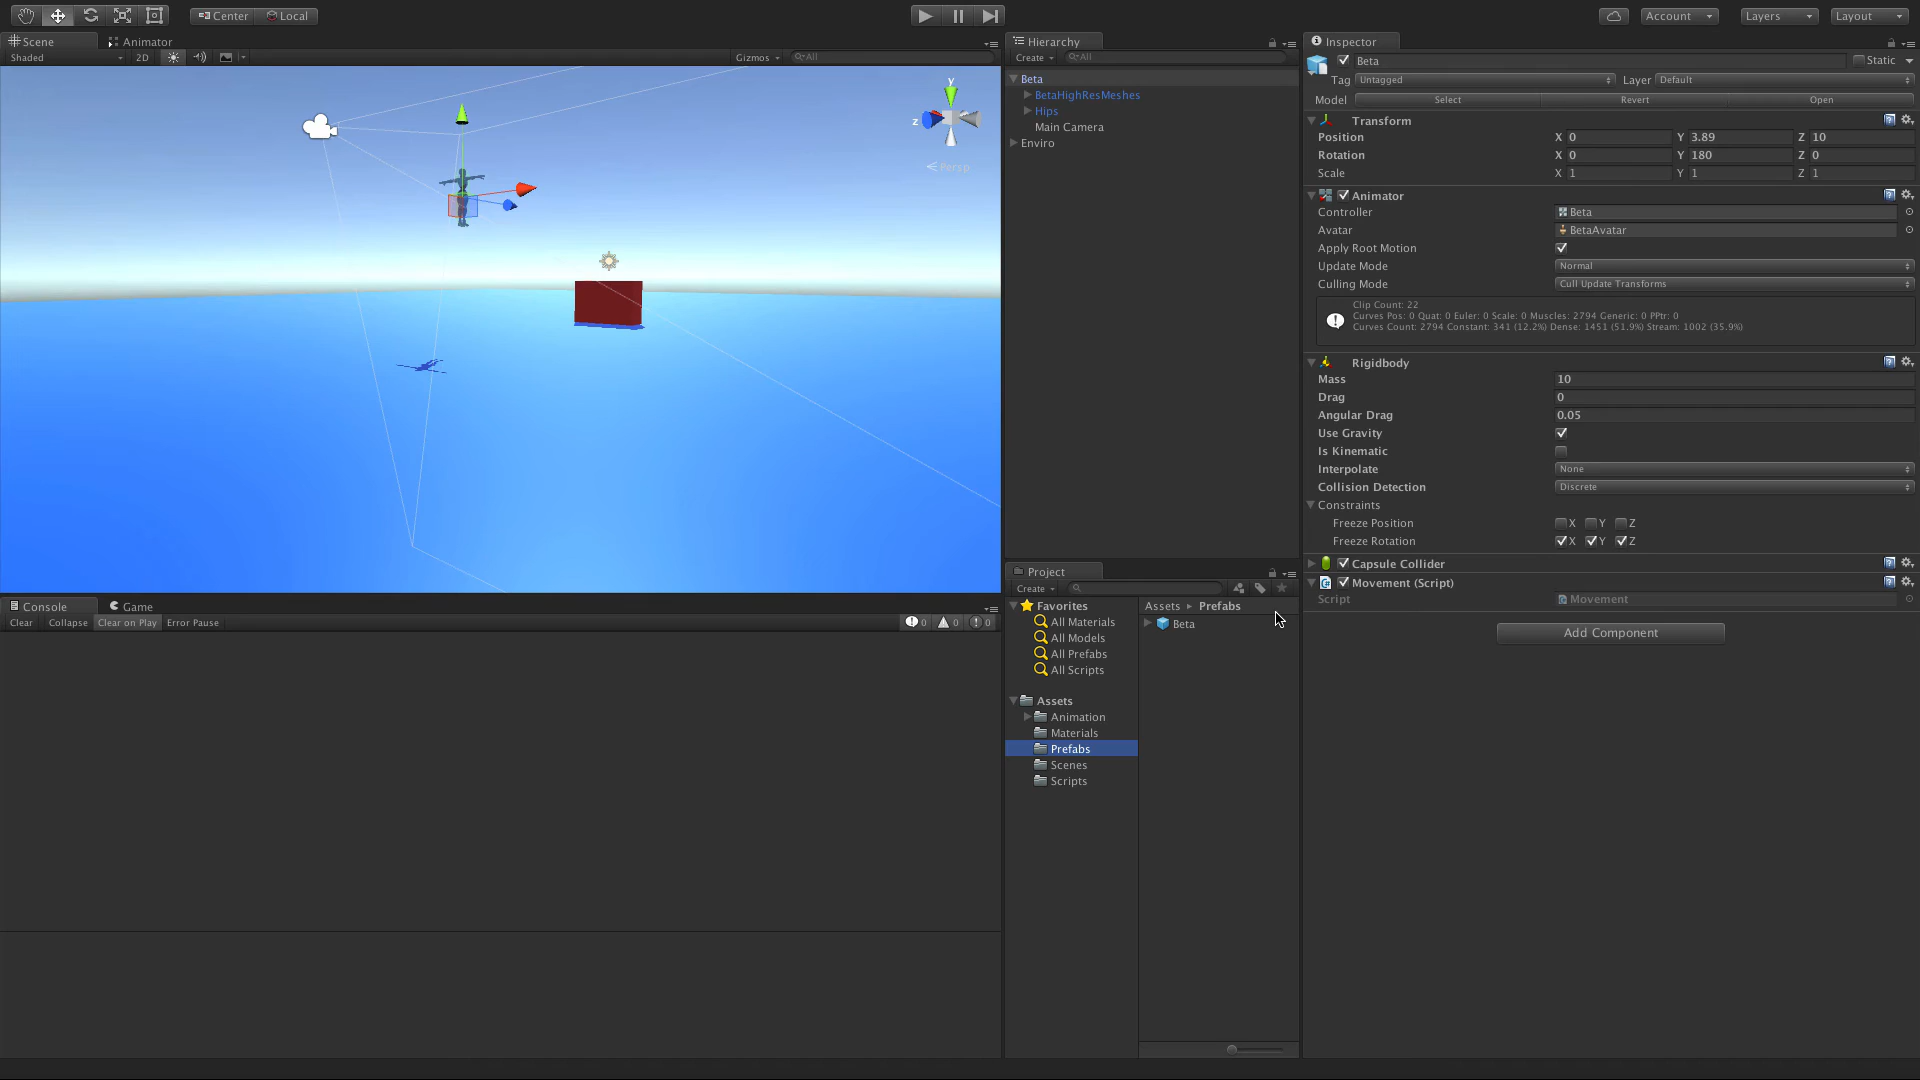 Center Local
Account Layers Layout
Scene Animator
Shaded 2D Gizmos All
y
z
Persp
Console Game
Clear Collapse Clear on Play Error Pause 0 0 0
Hierarchy
Create All
Beta
BetaHighResMeshes
Hips
Main Camera
Enviro
Project
Create
Favorites
All Materials
All Models
All Prefabs
All Scripts
Assets
Animation
Materials
Prefabs
Scenes
Scripts
Assets Prefabs
Beta
Inspector
Beta Static
Tag Untagged Layer Default
Model Select Revert Open
Transform
Position X 0 Y 3.89 Z 10
Rotation X 0 Y 180 Z 0
Scale X 1 Y 1 Z 1
Animator
Controller Beta
Avatar BetaAvatar
Apply Root Motion
Update Mode Normal
Culling Mode Cull Update Transforms
Clip Count: 22
Curves Pos: 0 Quat: 0 Euler: 0 Scale: 0 Muscles: 2794 Generic: 0 PPtr: 0
Curves Count: 2794 Constant: 341 (12.2%) Dense: 1451 (51.9%) Stream: 1002 (35.9%)
Rigidbody
Mass 10
Drag 0
Angular Drag 0.05
Use Gravity
Is Kinematic
Interpolate None
Collision Detection Discrete
Constraints
Freeze Position X Y Z
Freeze Rotation X Y Z
Capsule Collider
Movement (Script)
Script Movement
Add Component